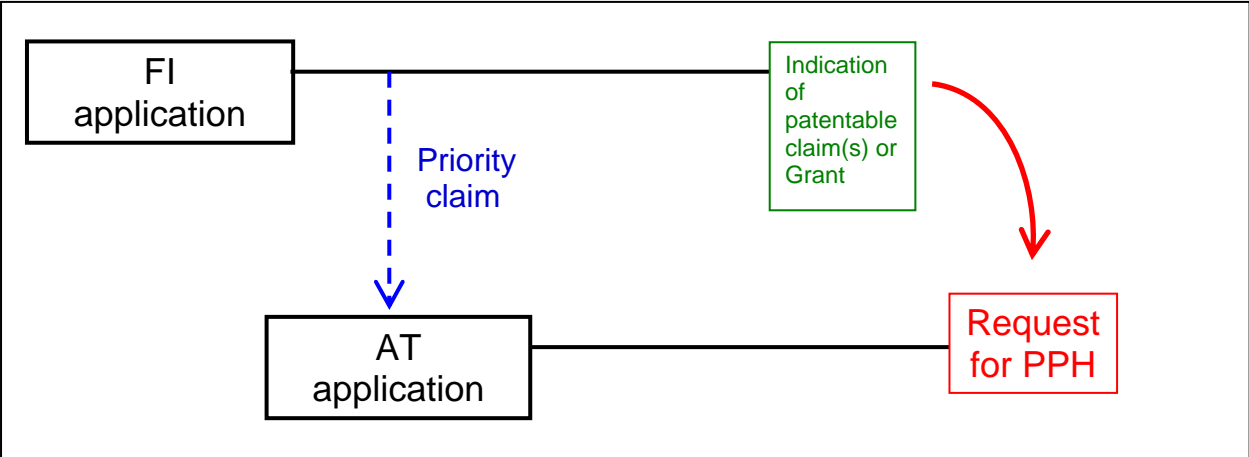 FI
application
Indication
of
patentable
claim(s) or
Grant
Priority
claim
AT
application
Request
for PPH